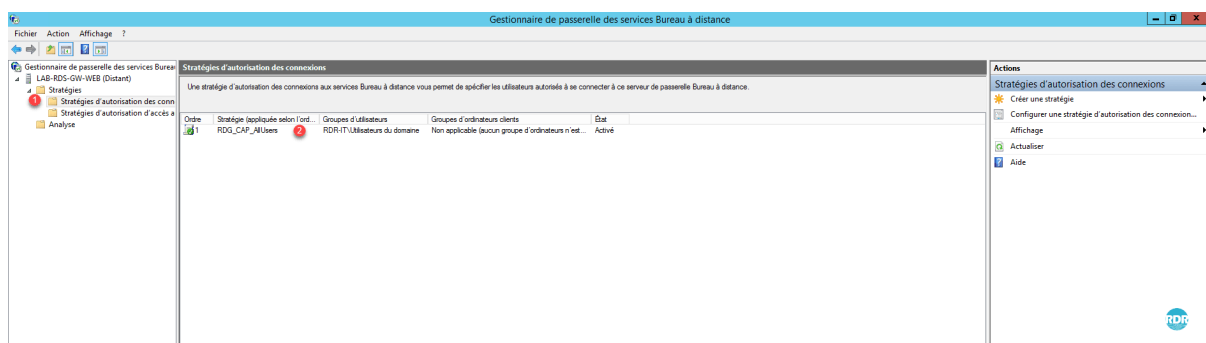 Gestionnaire de passerelle des services Bureau à distance
Fichier Action Affichage ?
Gestionnaire de passerelle des services Bureau
LAB-RDS-GW-WEB (Distant)
Stratégies
1 Stratégies d'autorisation des conn
Stratégies d'autorisation d'accès a
Analyse
Stratégies d'autorisation des connexions
Une stratégie d'autorisation des connexions aux services Bureau à distance vous permet de spécifier les utilisateurs autorisés à se connecter à ce serveur de passerelle Bureau à distance.
Ordre Stratégie (appliquée selon l'ord... Groupes d'utilisateurs Groupes d'ordinateurs clients État
1 RDG_CAP_AllUsers 2 RDR-IT\Utilisateurs du domaine Non applicable (aucun groupe d'ordinateurs n'est... Activé
Actions
Stratégies d'autorisation des connexions
Créer une stratégie
Configurer une stratégie d'autorisation des connexion...
Affichage
Actualiser
? Aide
RDR